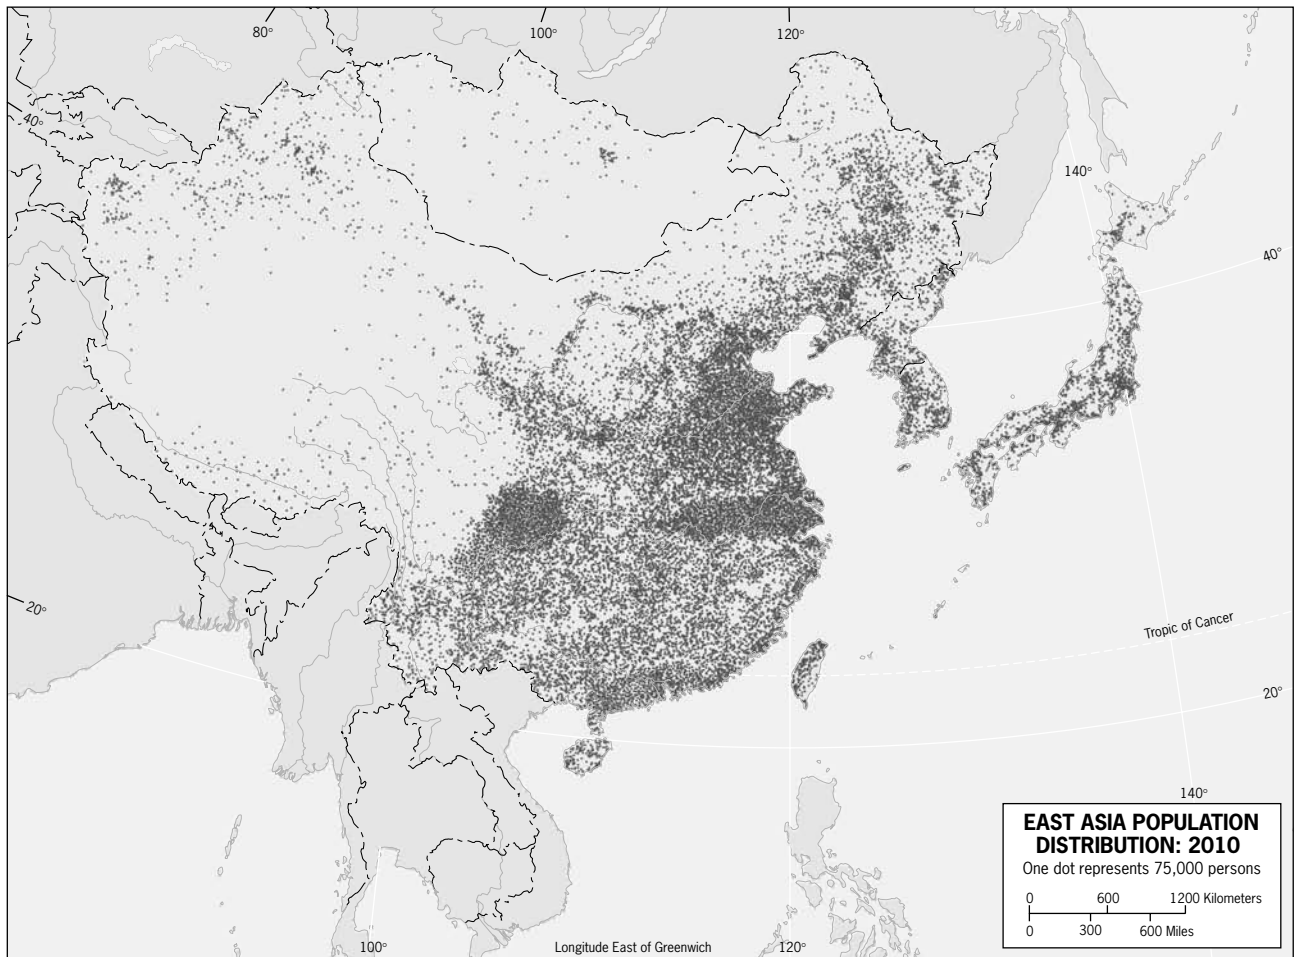 80°
100°
120°
40°
140°
40°
20°
Tropic of Cancer
20°
140°
EAST ASIA POPULATION
DISTRIBUTION: 2010
One dot represents 75,000 persons
0 600 1200 Kilometers
0 300 600 Miles
100°
Longitude East of Greenwich
120°